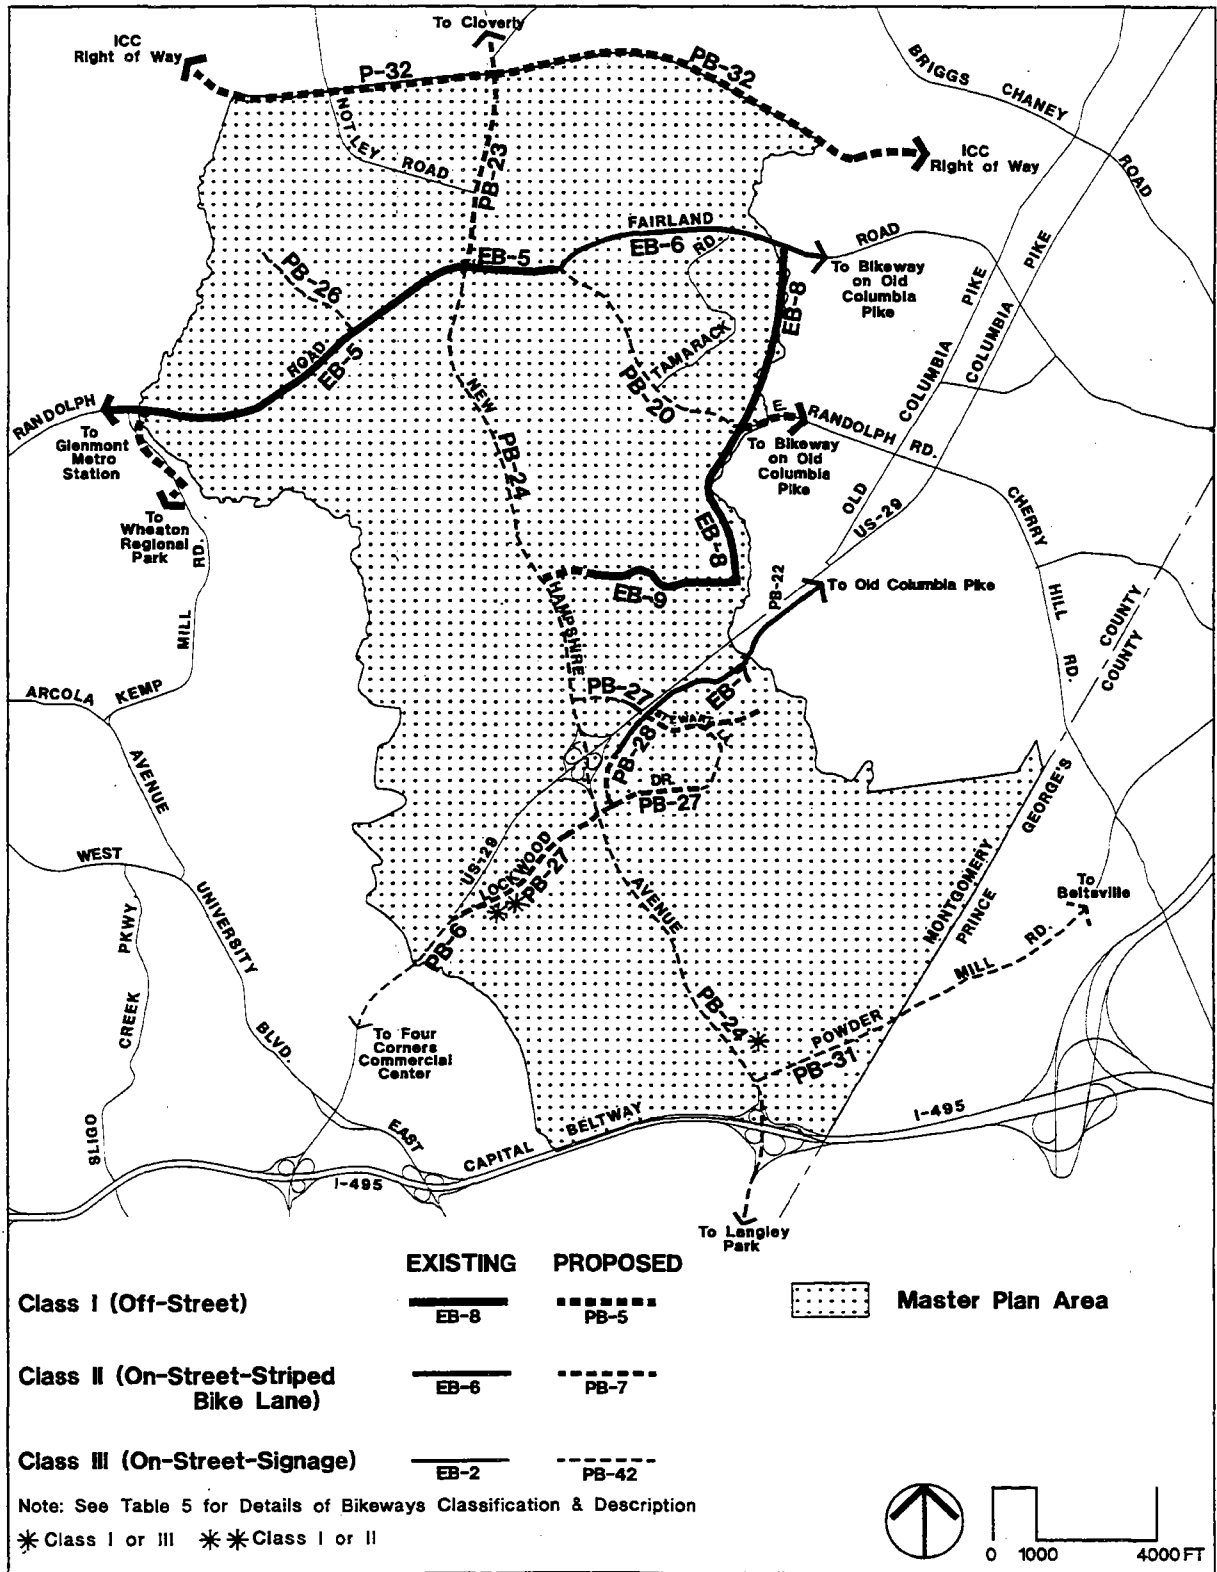 To Cloverly
ICC
Right of Way
P-32
PB-32
BRIGGS CHANEY ROAD
NOTLEY ROAD
PB-23
ICC
Right of Way
FAIRLAND
ROAD
EB-5
EB-6
RD.
To Bikeway
on Old
Columbia
Pike
PB-26
EB-8
PIKE
PIKE
ROAD
EB-5
TAMARACK
COLUMBIA
COLUMBIA
NEW
PB-20
RANDOLPH
E.
RANDOLPH RD.
To
Glenmont
Metro
Station
PB-24
To Bikeway
on Old
Columbia
Pike
OLD
US-29
CHERRY
To
Wheaton
Regional
Park
RD.
EB-8
PB-22
To Old Columbia Pike
HAMPSHIRE
EB-9
HILL
COUNTY
COUNTY
MILL
RD.
ARCOLA
KEMP
PB-27
EB-
STEWART LA.
PB-28
AVENUE
DR.
PB-27
GEORGE'S
US-29
LOCKWOOD
PB-27
WEST
AVENUE
MONTGOMERY
PRINCE
To
Beltsville
UNIVERSITY
PKWY
PB-6
RD.
MILL
CREEK
PB-24
POWDER
PB-31
BLVD.
To Four
Corners
Commercial
Center
I-495
EAST
BELTWAY
CAPITAL
SLIGO
I-495
To Langley
Park
EXISTING PROPOSED
Class I (Off-Street)
EB-8
PB-5
Master Plan Area
Class II (On-Street-Striped
Bike Lane)
EB-6
PB-7
Class III (On-Street-Signage)
EB-2
PB-42
Note: See Table 5 for Details of Bikeways Classification & Description
* Class I or III ** Class I or II
0 1000 4000 FT